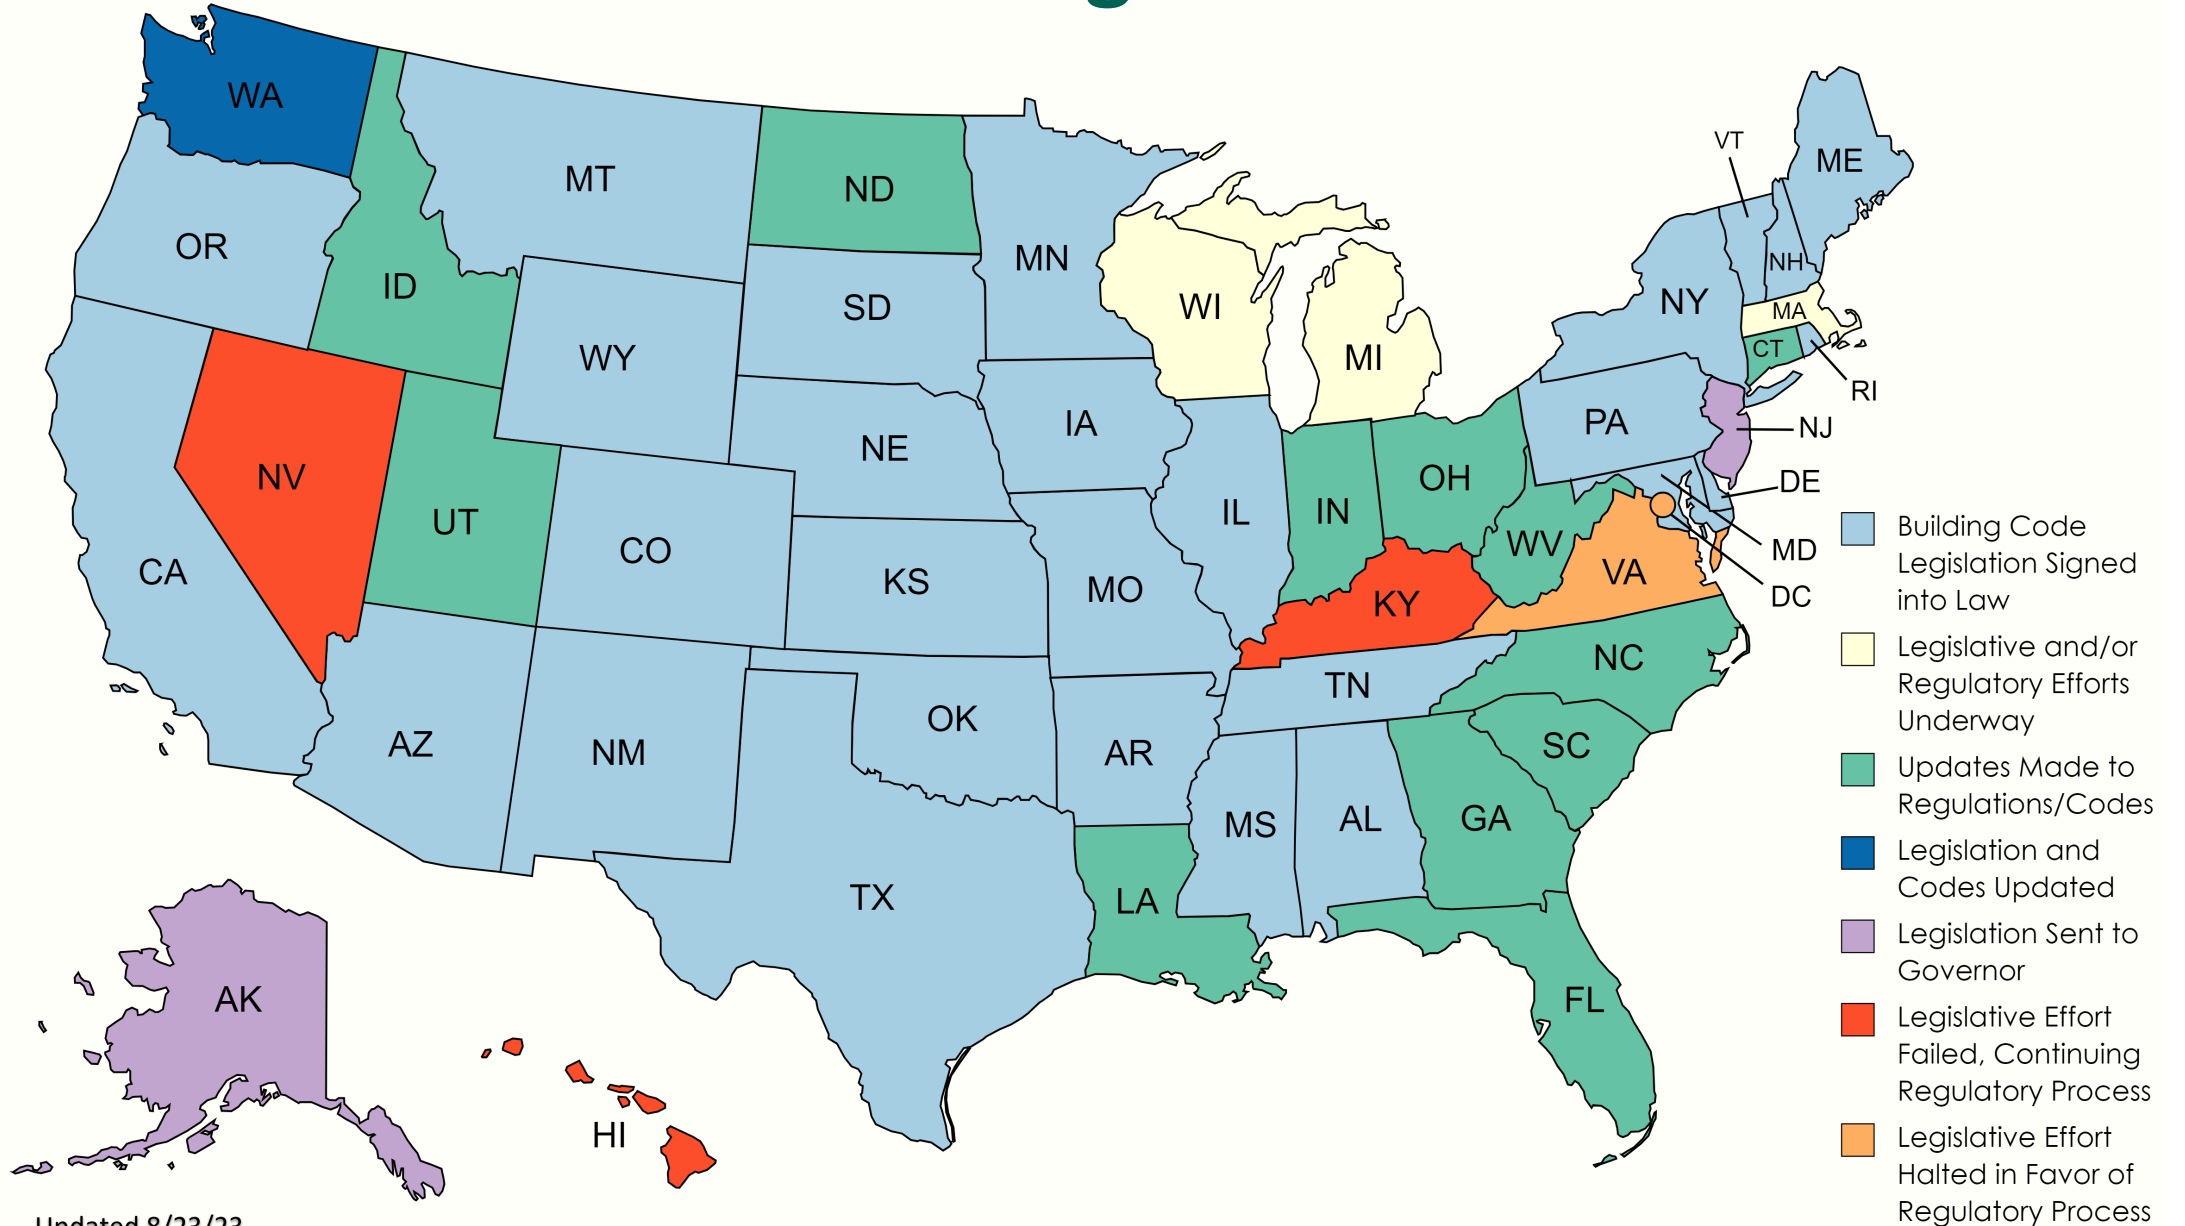 WA
MT
ND
OR
ID
MN
SD
WY
WI
MI
VT
ME
NH
NY
MA
CT
RI
NV
UT
CA
CO
NE
IA
KS
MO
IL
IN
OH
PA
NJ
DE
MD
DC
WV
VA
KY
NC
TN
SC
AZ
NM
OK
AR
MS
AL
GA
TX
LA
FL
AK
HI
Building Code
Legislation Signed
into Law
Legislative and/or
Regulatory Efforts
Underway
Updates Made to
Regulations/Codes
Legislation and
Codes Updated
Legislation Sent to
Governor
Legislative Effort
Failed, Continuing
Regulatory Process
Legislative Effort
Halted in Favor of
Regulatory Process
Updated 8/23/23